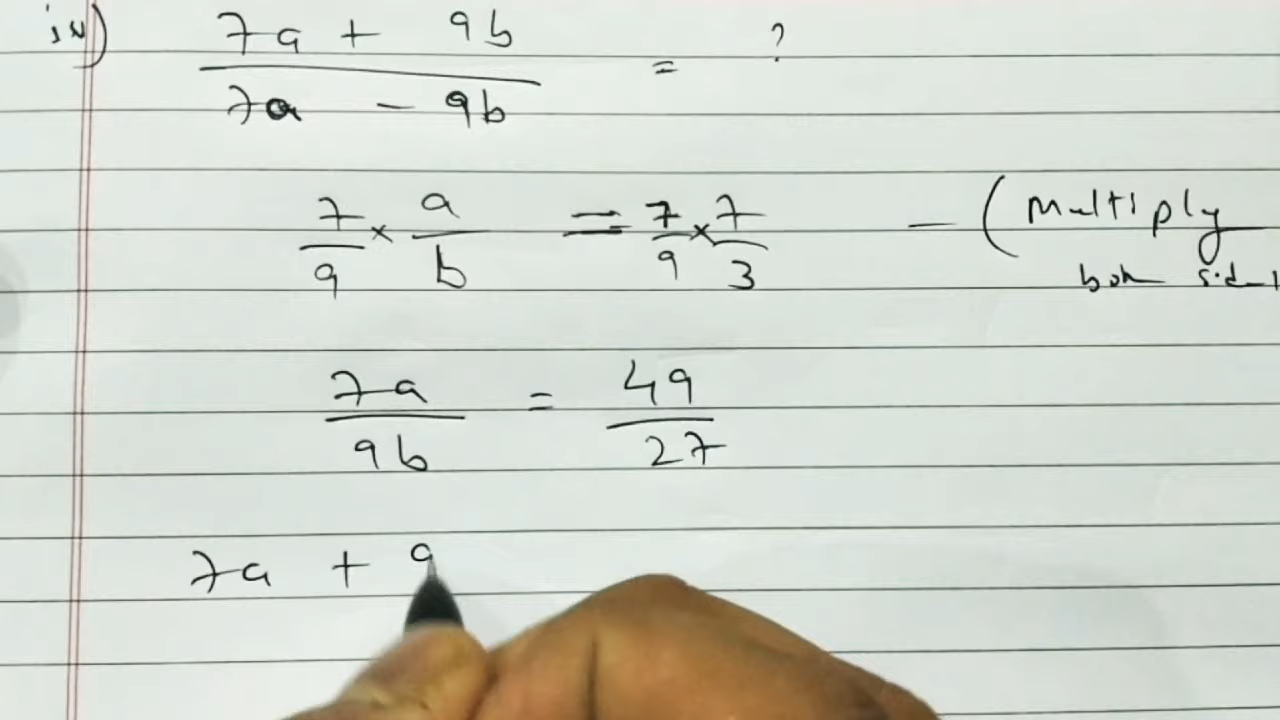 iv) 7a + 9b / 7a - 9b = ?
7/9 × a/b = 7/9 × 7/3 - (Multiply
both side
7a/9b = 49/27
7a + 9